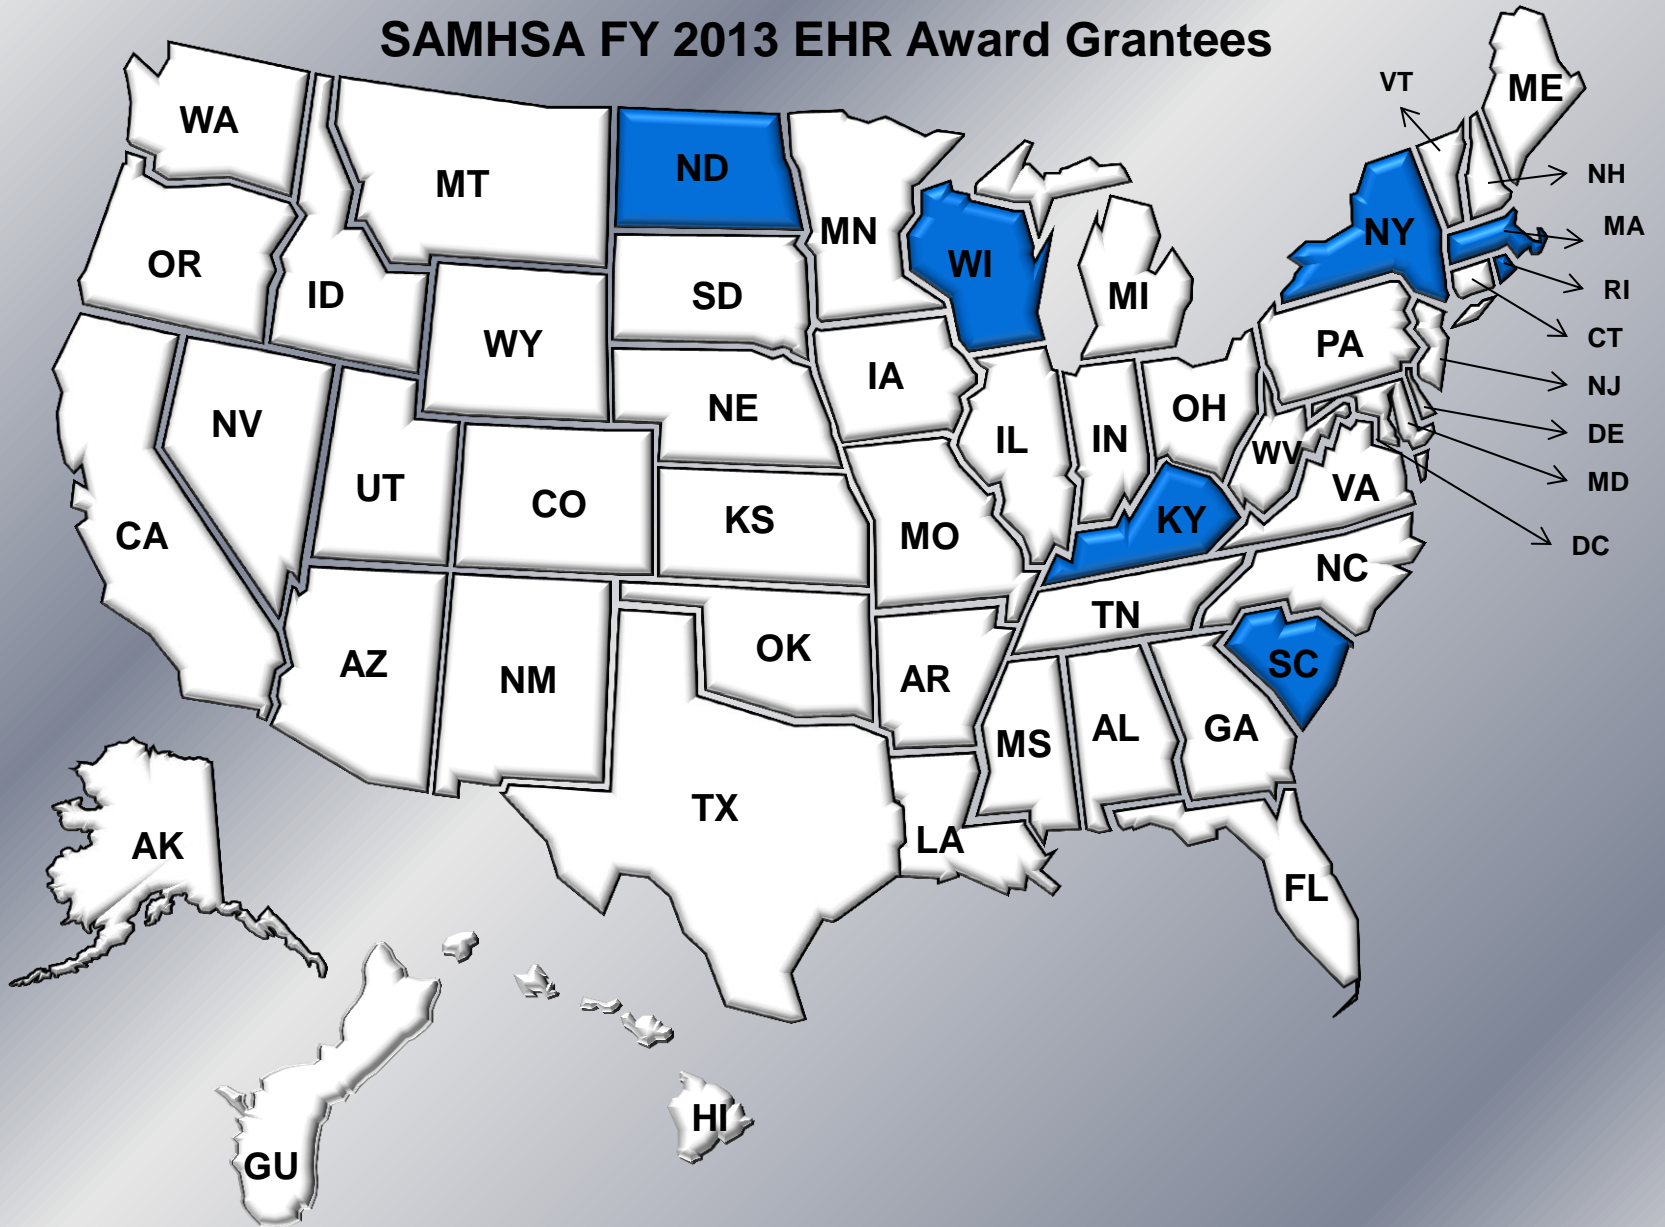 SAMHSA FY 2013 EHR Award Grantees
VT
ME
WA
ND
MT
NH
MN
NY
MA
OR
WI
ID
SD
MI
RI
WY
PA
CT
IA
NJ
NE
OH
NV
IL
IN
DE
WV
UT
VA
MD
CO
KS
KY
CA
MO
DC
NC
TN
OK
AZ
SC
NM
AR
MS
AL
GA
TX
LA
AK
FL
HI
GU